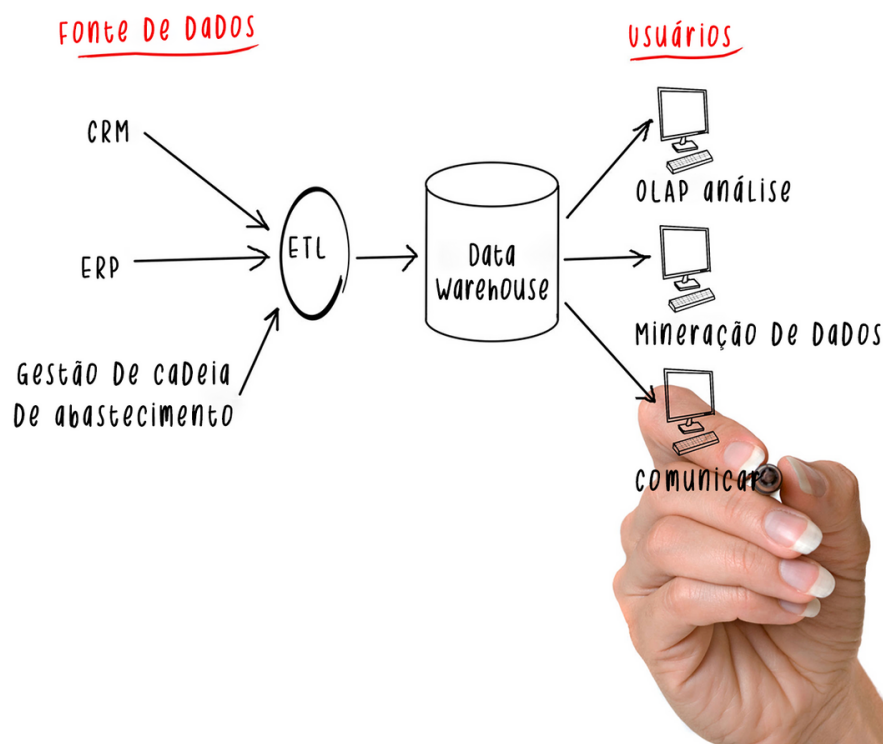 Fonte de Dados
Usuários
CRM
OLAP análise
ETL
ERP
Data
Warehouse
Mineração de Dados
Gestão de cadeia
de abastecimento
comunicar